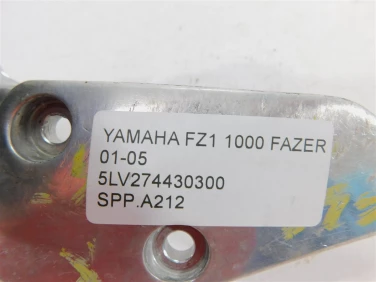 YAMAHA FZ1 1000 FAZER
01-05
5LV274430300
SPP.A212